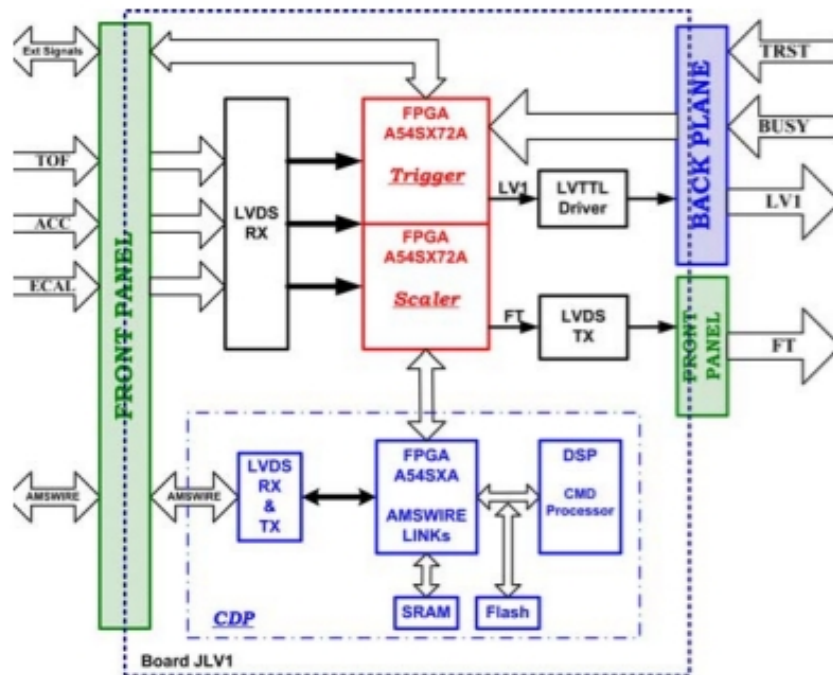 Ext Signals
TRST
FPGA
A54SX72A
Trigger
BUSY
TOF
LVDS
RX
LV1
LVTTL
Driver
LV1
ACC
BACK PLANE
FPGA
A54SX72A
Scaler
ECAL
FRONT PANEL
FT
LVDS
TX
FRONT
PANEL
FT
AMSWIRE
AMSWIRE
LVDS
RX
&
TX
FPGA
A54SXA
AMSWIRE
LINKs
DSP
CMD
Processor
CDP
SRAM
Flash
Board JLV1